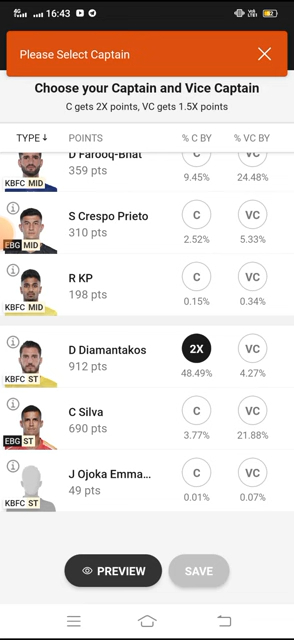 16:43
Please Select Captain
Choose your Captain and Vice Captain
C gets 2X points, VC gets 1.5X points
TYPE↓ POINTS % C BY % VC BY
KBFC MID D Farooq-Bhat C VC
359 pts 9.45% 24.48%
EBG MID S Crespo Prieto C VC
310 pts 2.52% 5.33%
KBFC MID R KP C VC
198 pts 0.15% 0.34%
KBFC ST D Diamantakos 2X VC
912 pts 48.49% 4.27%
EBG ST C Silva C VC
690 pts 3.77% 21.88%
KBFC ST J Ojoka Emma... C VC
49 pts 0.01% 0.07%
PREVIEW SAVE